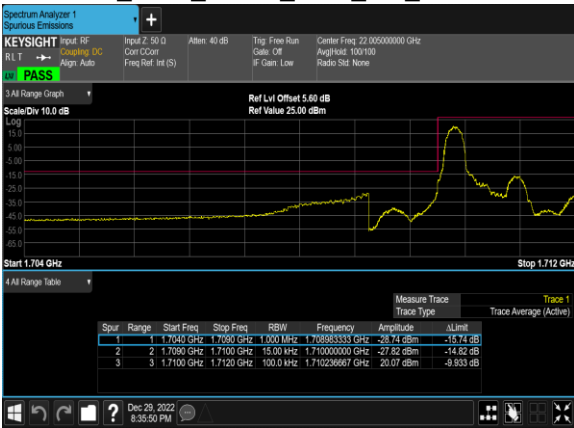 Spectrum Analyzer 1
Spurious Emissions
KEYSIGHT Input: RF Input Z: 50 Ω Atten: 40 dB Trig: Free Run Center Freq: 22.005000000 GHz
RLT Coupling: DC Corr CCorr Gate: Off Avg|Hold: 100/100
Align: Auto Freq Ref: Int (S) IF Gain: Low Radio Std: None
PASS
3 All Range Graph
Ref Lvl Offset 5.60 dB
Scale/Div 10.0 dB Ref Value 25.00 dBm
Log
15.0
5.00
-5.00
-15.0
-25.0
-35.0
-45.0
-55.0
-65.0
Start 1.704 GHz Stop 1.712 GHz
4 All Range Table
Measure Trace Trace 1
Trace Type Trace Average (Active)
Spur Range Start Freq Stop Freq RBW Frequency Amplitude ΔLimit
1 1 1.7040 GHz 1.7090 GHz 1.000 MHz 1.708983333 GHz -28.74 dBm -15.74 dB
2 2 1.7090 GHz 1.7100 GHz 15.00 kHz 1.710000000 GHz -27.82 dBm -14.82 dB
3 3 1.7100 GHz 1.7120 GHz 100.0 kHz 1.710236667 GHz 20.07 dBm -9.933 dB
Dec 29, 2022
8:35:50 PM